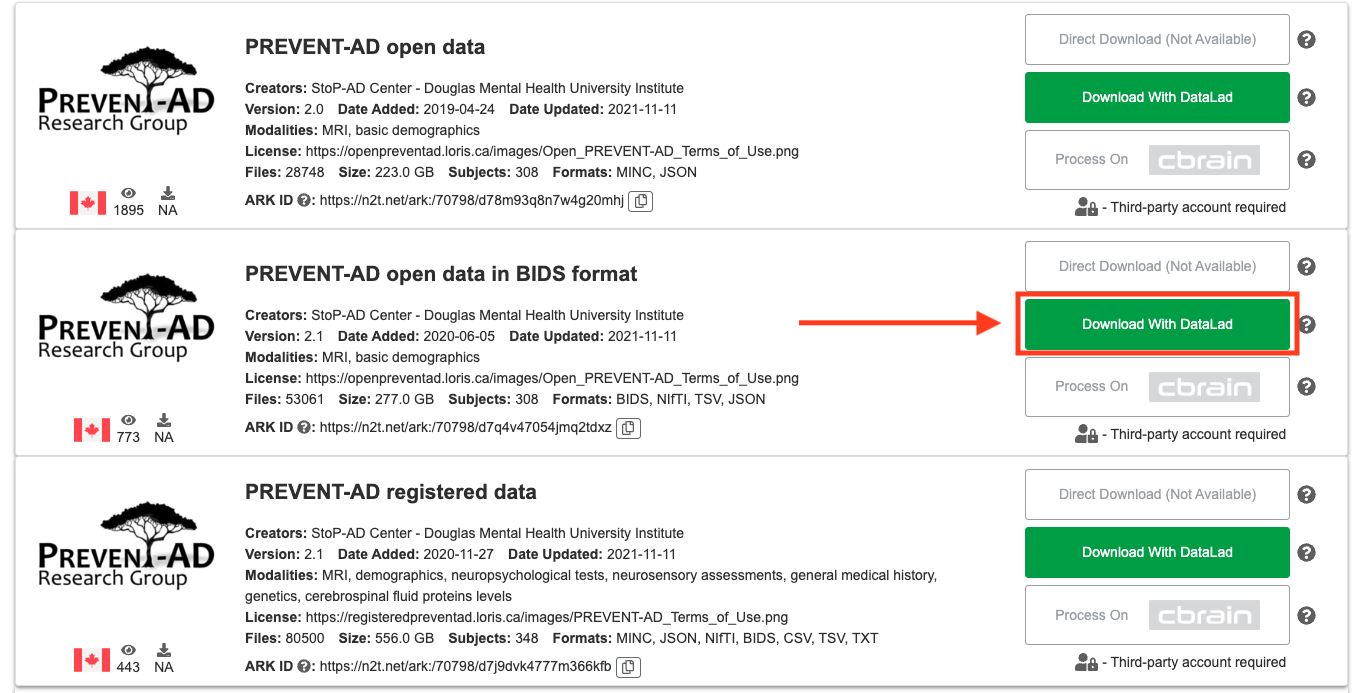 PREVENT-AD
Research Group
1895 NA
PREVENT-AD open data
Creators: StoP-AD Center - Douglas Mental Health University Institute
Version: 2.0 Date Added: 2019-04-24 Date Updated: 2021-11-11
Modalities: MRI, basic demographics
License: https://openpreventad.loris.ca/images/Open_PREVENT-AD_Terms_of_Use.png
Files: 28748 Size: 223.0 GB Subjects: 308 Formats: MINC, JSON
ARK ID ?: https://n2t.net/ark:/70798/d78m93q8n7w4g20mhj
Direct Download (Not Available) ?
Download With DataLad ?
Process On cbrain ?
- Third-party account required
PREVENT-AD
Research Group
773 NA
PREVENT-AD open data in BIDS format
Creators: StoP-AD Center - Douglas Mental Health University Institute
Version: 2.1 Date Added: 2020-06-05 Date Updated: 2021-11-11
Modalities: MRI, basic demographics
License: https://openpreventad.loris.ca/images/Open_PREVENT-AD_Terms_of_Use.png
Files: 53061 Size: 277.0 GB Subjects: 308 Formats: BIDS, NIfTI, TSV, JSON
ARK ID ?: https://n2t.net/ark:/70798/d7q4v47054jmq2tdxz
Direct Download (Not Available) ?
Download With DataLad ?
Process On cbrain ?
- Third-party account required
PREVENT-AD
Research Group
443 NA
PREVENT-AD registered data
Creators: StoP-AD Center - Douglas Mental Health University Institute
Version: 2.1 Date Added: 2020-11-27 Date Updated: 2021-11-11
Modalities: MRI, demographics, neuropsychological tests, neurosensory assessments, general medical history,
genetics, cerebrospinal fluid proteins levels
License: https://registeredpreventad.loris.ca/images/PREVENT-AD_Terms_of_Use.png
Files: 80500 Size: 556.0 GB Subjects: 348 Formats: MINC, JSON, NIfTI, BIDS, CSV, TSV, TXT
ARK ID ?: https://n2t.net/ark:/70798/d7j9dvk4777m366kfb
Direct Download (Not Available) ?
Download With DataLad ?
Process On cbrain ?
- Third-party account required